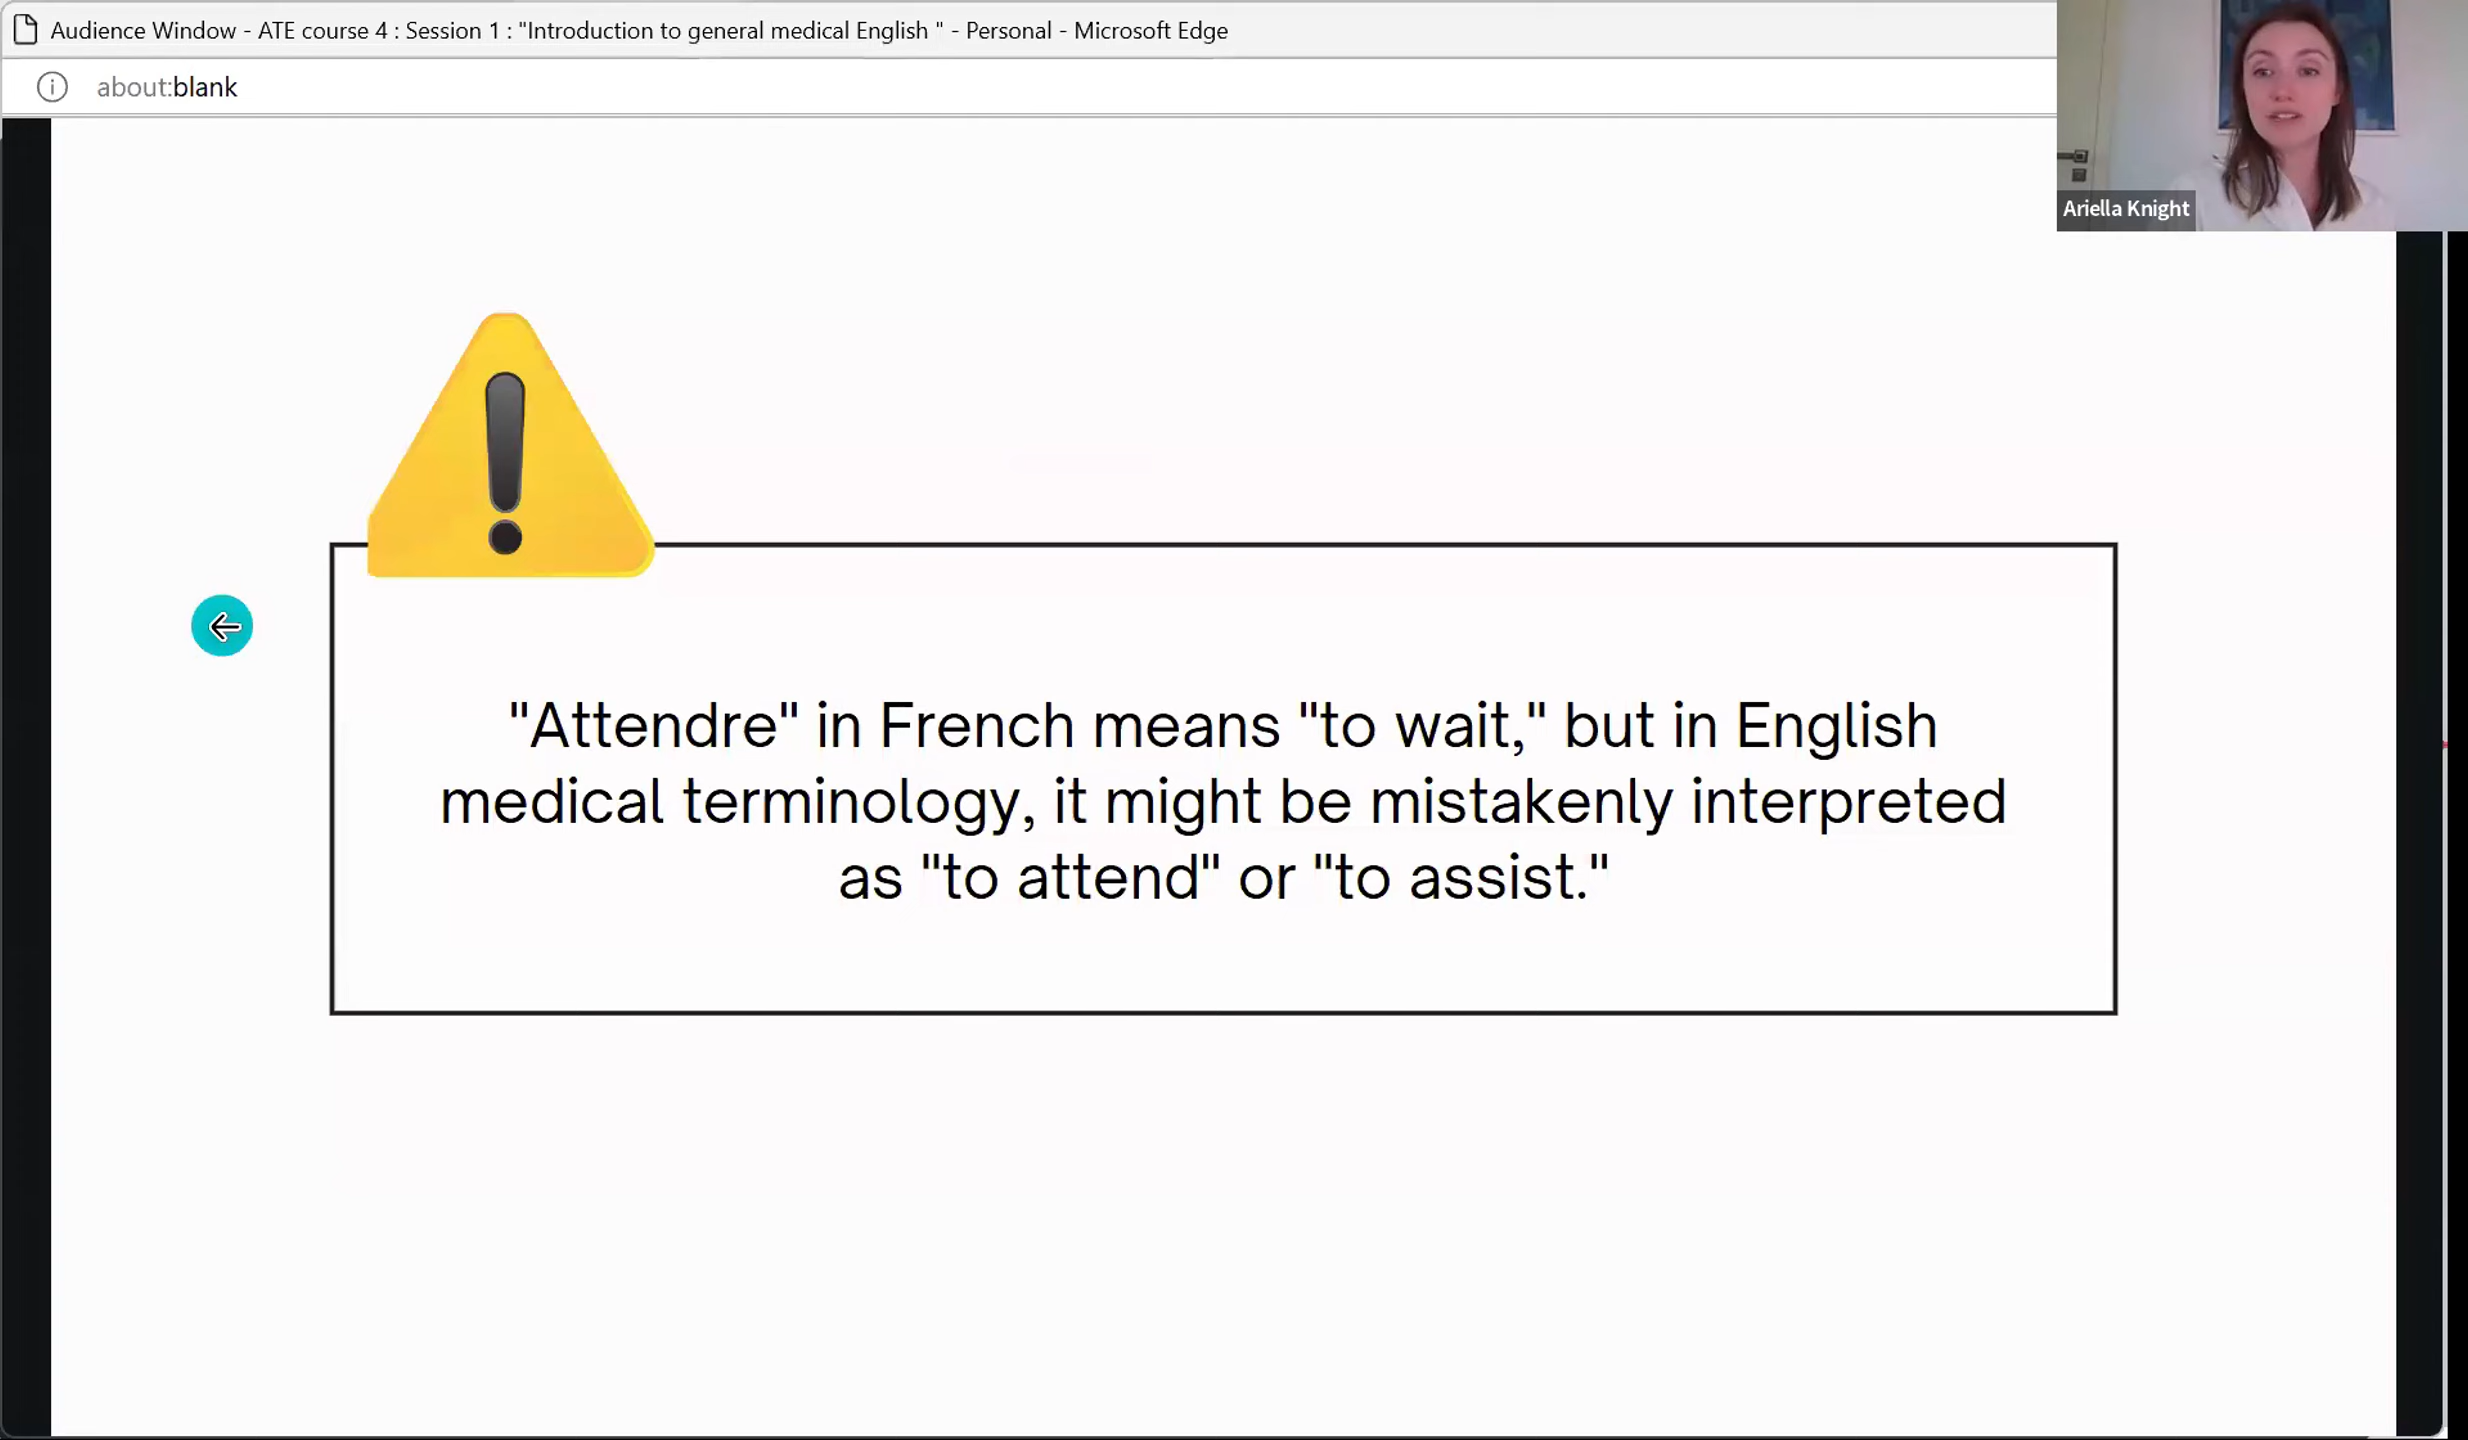 Audience Window - ATE course 4 : Session 1 : "Introduction to general medical English " - Personal - Microsoft Edge
about:blank
Ariella Knight
"Attendre" in French means "to wait," but in English
medical terminology, it might be mistakenly interpreted
as "to attend" or "to assist."